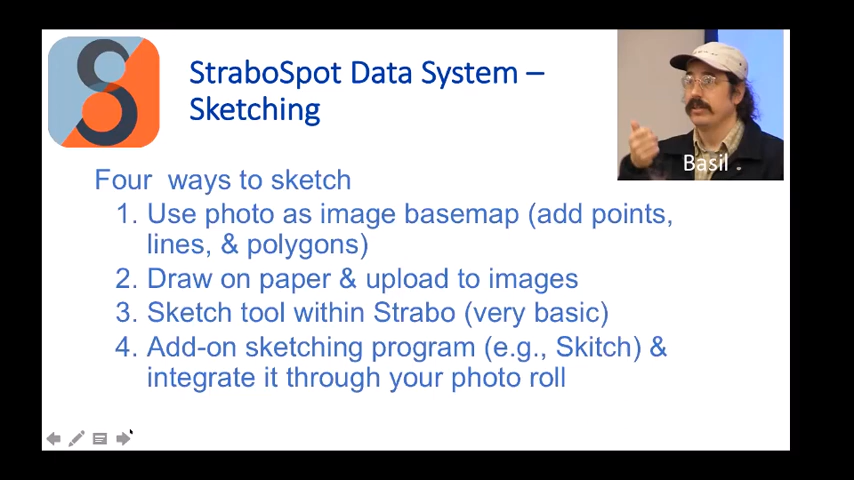 StraboSpot Data System –
Sketching
Basil
Four ways to sketch
1. Use photo as image basemap (add points,
lines, & polygons)
2. Draw on paper & upload to images
3. Sketch tool within Strabo (very basic)
4. Add-on sketching program (e.g., Skitch) &
integrate it through your photo roll